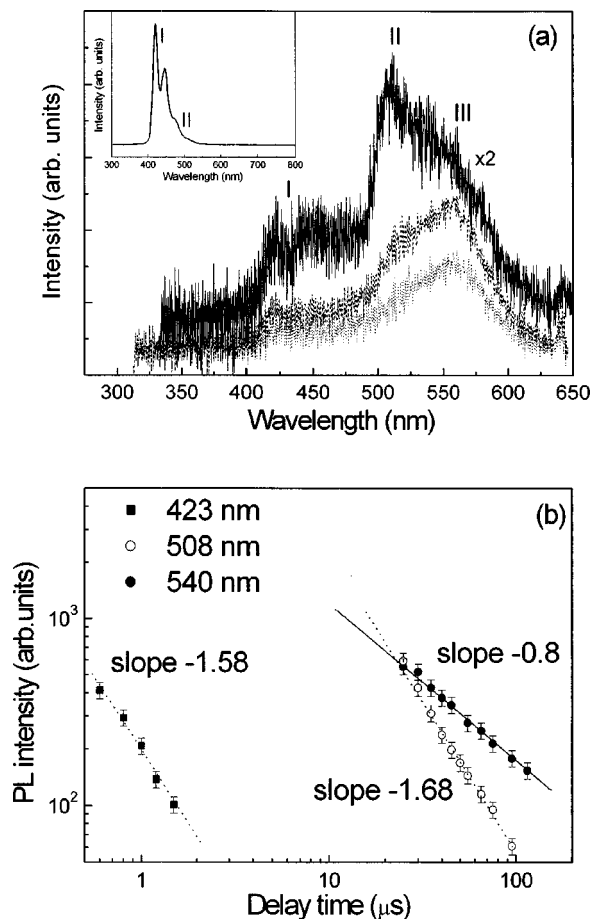 300 400 500 600 700 800
Wavelength (nm)
Intensity (arb. units)
I
II
(a)
II
III
x2
I
Intensity (arb. units)
300 350 400 450 500 550 600 650
Wavelength (nm)
(b)
423 nm
508 nm
540 nm
10³
10²
slope -1.58
slope -0.8
slope -1.68
PL intensity (arb.units)
1 10 100
Delay time (μs)